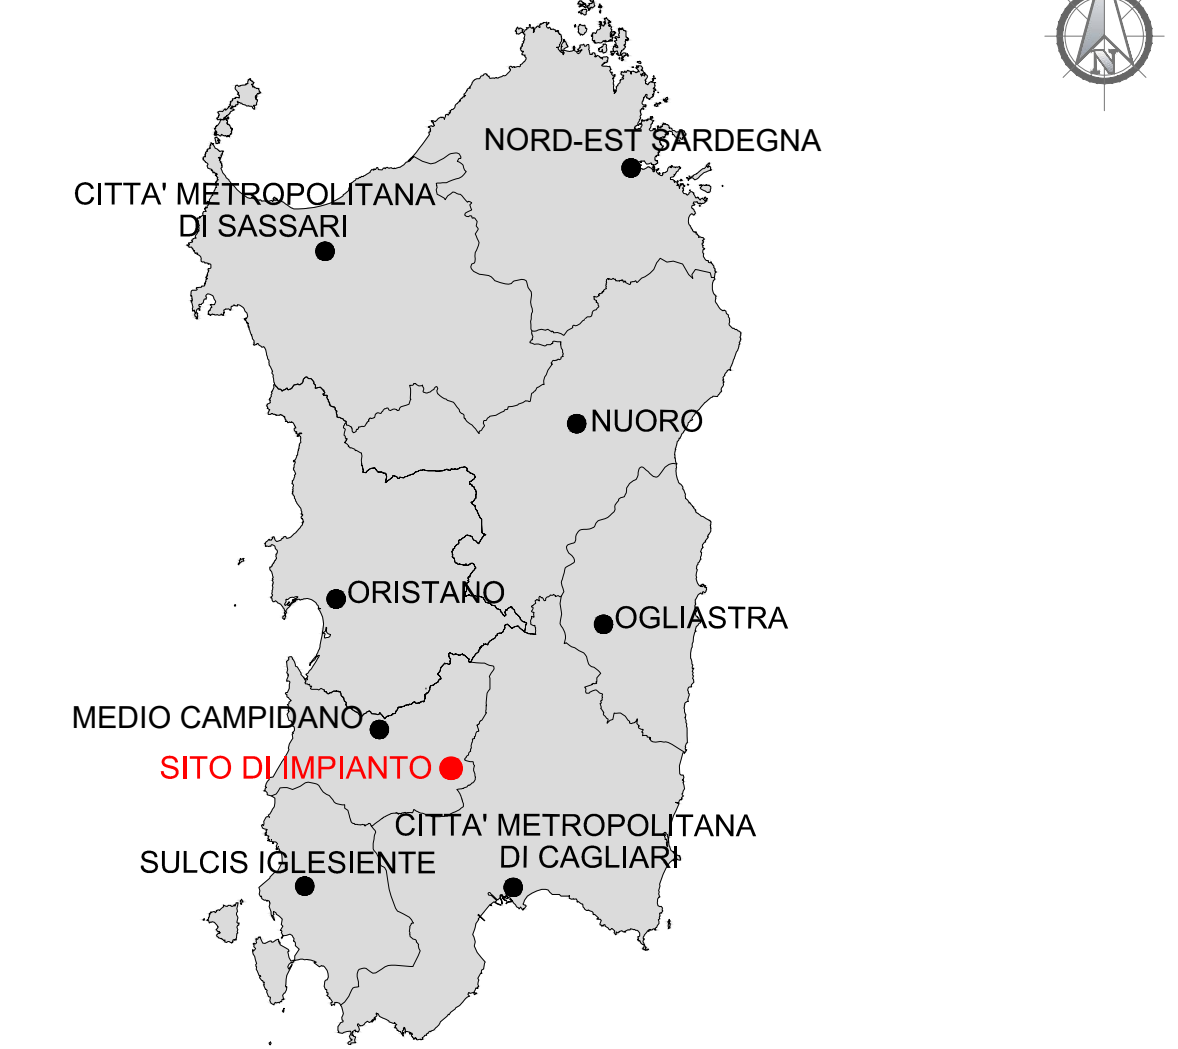 N
NORD-EST SARDEGNA
CITTA' METROPOLITANA
DI SASSARI
NUORO
ORISTANO
OGLIASTRA
MEDIO CAMPIDANO
SITO DI IMPIANTO
CITTA' METROPOLITANA
DI CAGLIARI
SULCIS IGLESIENTE